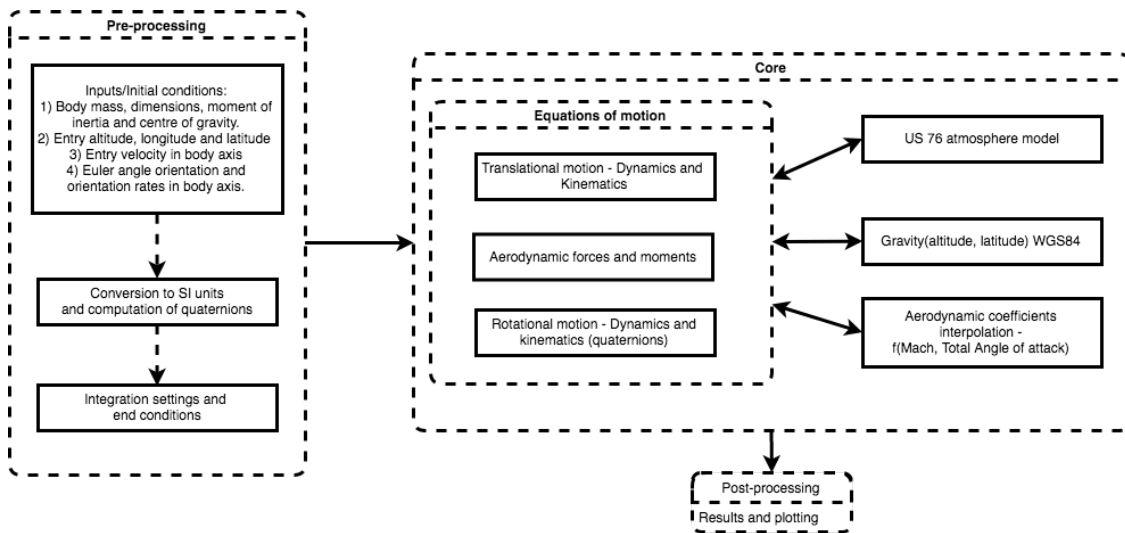 Pre-processing
Inputs/Initial conditions:
1) Body mass, dimensions, moment of
inertia and centre of gravity.
2) Entry altitude, longitude and latitude
3) Entry velocity in body axis
4) Euler angle orientation and
orientation rates in body axis.
Conversion to SI units
and computation of quaternions
Integration settings and
end conditions
Core
Equations of motion
Translational motion - Dynamics and
Kinematics
Aerodynamic forces and moments
Rotational motion - Dynamics and
kinematics (quaternions)
US 76 atmosphere model
Gravity(altitude, latitude) WGS84
Aerodynamic coefficients
interpolation -
f(Mach, Total Angle of attack)
Post-processing
Results and plotting